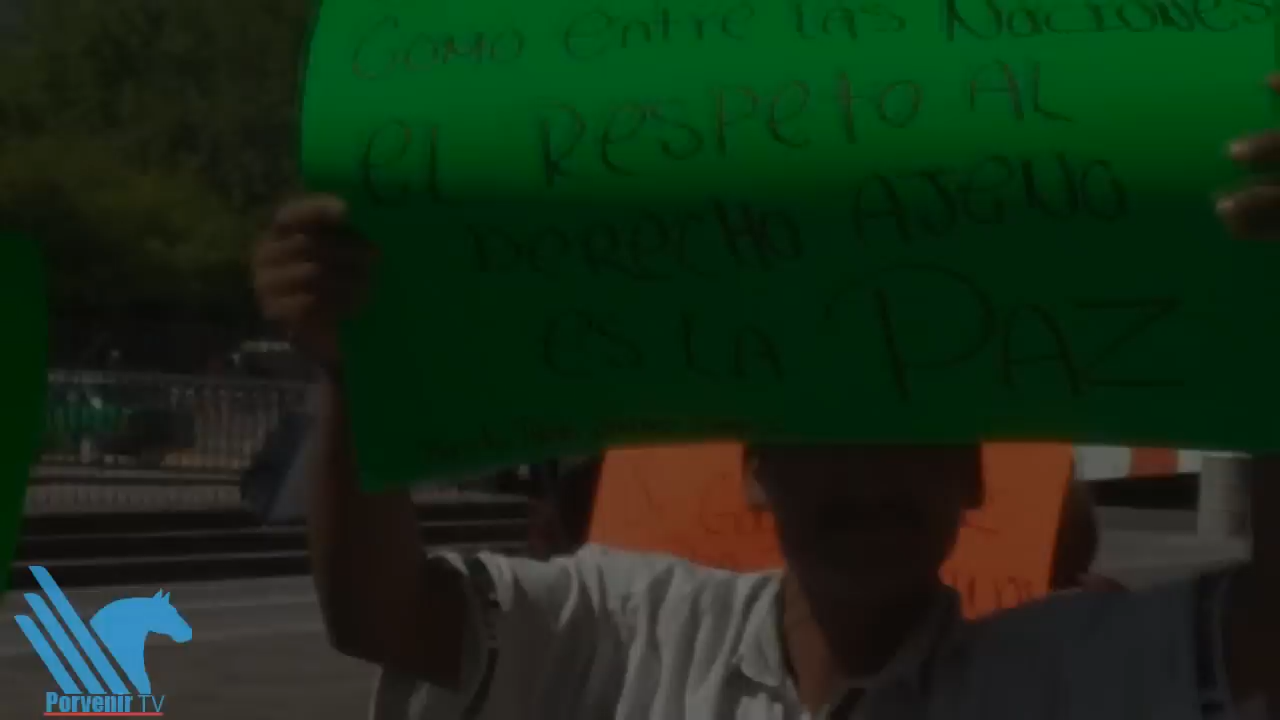 Como entre las Naciones
el Respeto AL
DeRecHo AJeNo
es LA PAZ
Porvenir TV